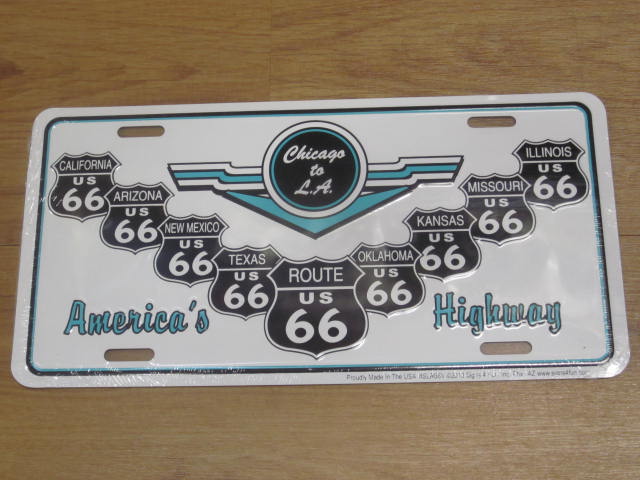 Chicago
to
L.A.
CALIFORNIA
US
66
ARIZONA
US
66
NEW MEXICO
US
66
TEXAS
US
66
ROUTE
US
66
OKLAHOMA
US
66
KANSAS
US
66
MISSOURI
US
66
ILLINOIS
US
66
America's Highway
Proudly Made In The USA